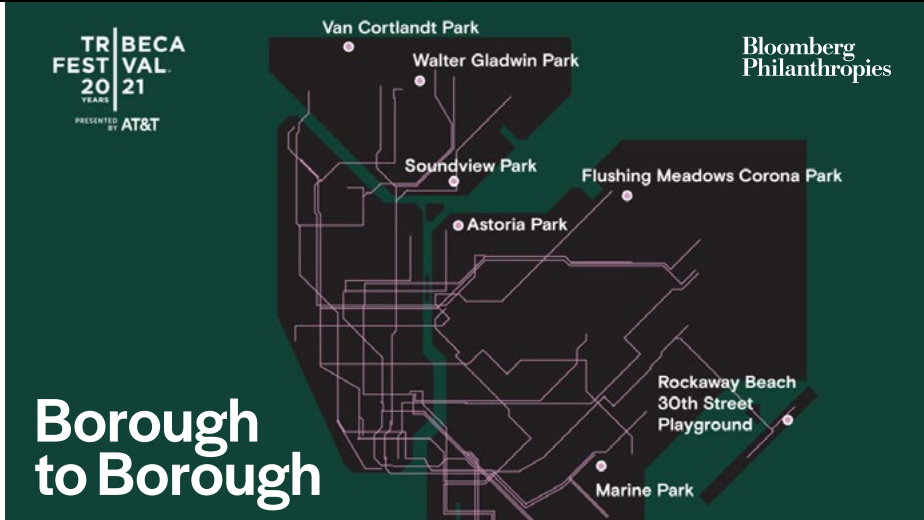 TR BECA
FEST VAL
20 21
YEARS
PRESENTED
BY AT&T
Bloomberg
Philanthropies
Van Cortlandt Park
Walter Gladwin Park
Soundview Park
Flushing Meadows Corona Park
Astoria Park
Rockaway Beach
30th Street
Playground
Marine Park
Borough
to Borough